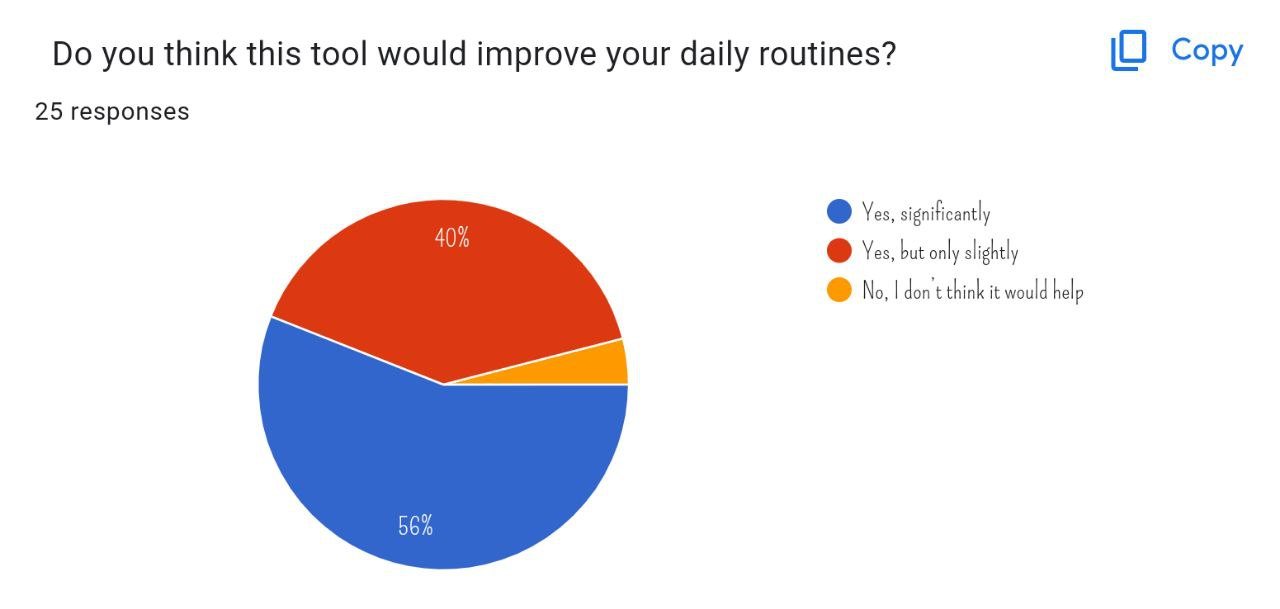 Do you think this tool would improve your daily routines?
Copy
25 responses
Yes, significantly
Yes, but only slightly
No, I don't think it would help
40%
56%